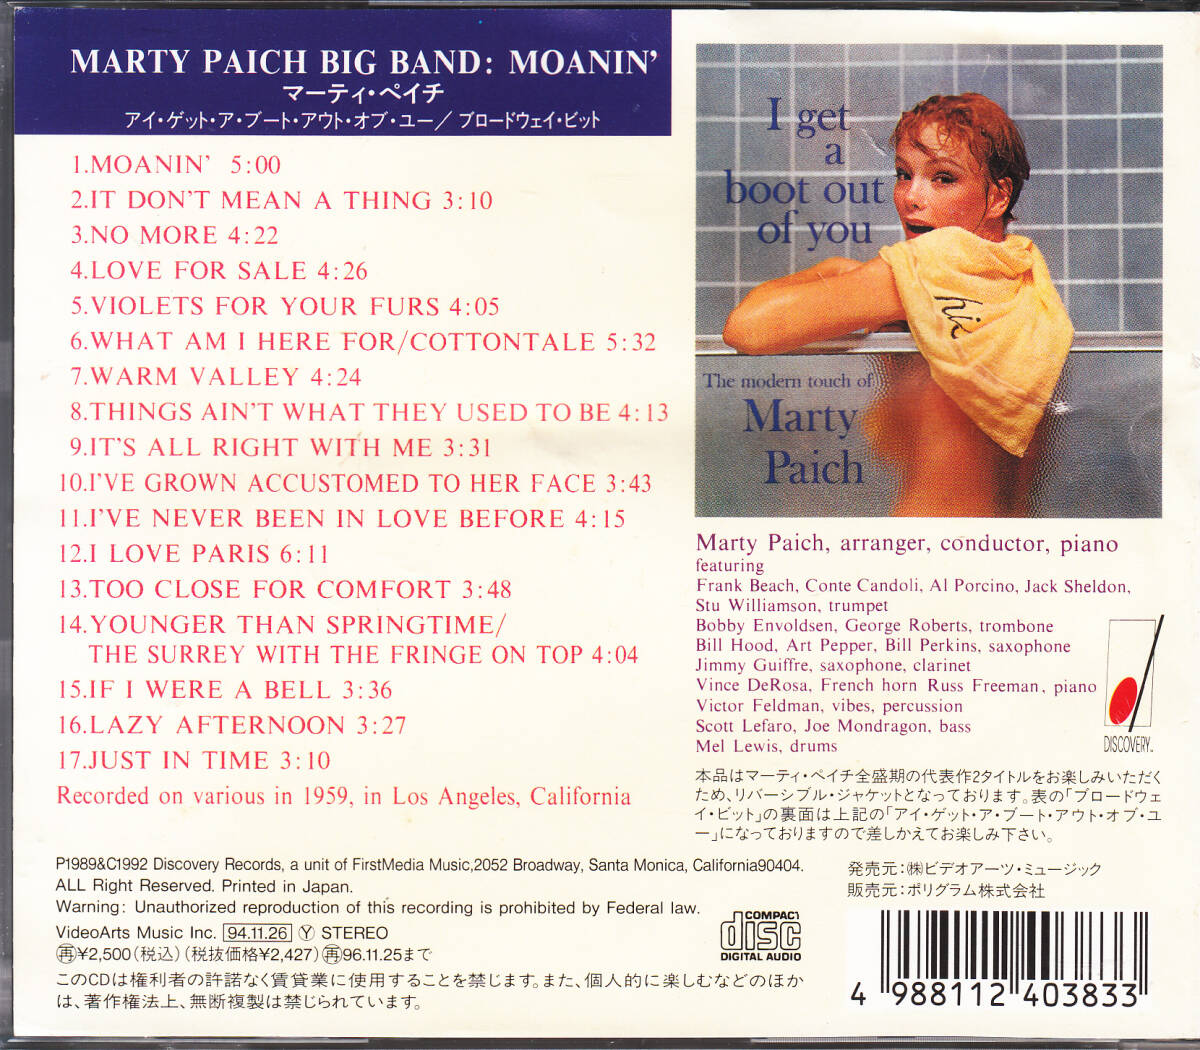 MARTY PAICH BIG BAND: MOANIN'
マーティ・ペイチ
アイ・ゲット・ア・ブート・アウト・オブ・ユー／ブロードウェイ・ビット
1.MOANIN' 5:00
2.IT DON'T MEAN A THING 3:10
3.NO MORE 4:22
4.LOVE FOR SALE 4:26
5.VIOLETS FOR YOUR FURS 4:05
6.WHAT AM I HERE FOR/COTTONTALE 5:32
7.WARM VALLEY 4:24
8.THINGS AIN'T WHAT THEY USED TO BE 4:13
9.IT'S ALL RIGHT WITH ME 3:31
10.I'VE GROWN ACCUSTOMED TO HER FACE 3:43
11.I'VE NEVER BEEN IN LOVE BEFORE 4:15
12.I LOVE PARIS 6:11
13.TOO CLOSE FOR COMFORT 3:48
14.YOUNGER THAN SPRINGTIME/
THE SURREY WITH THE FRINGE ON TOP 4:04
15.IF I WERE A BELL 3:36
16.LAZY AFTERNOON 3:27
17.JUST IN TIME 3:10
Recorded on various in 1959, in Los Angeles, California
I get
a
boot out
of you
hix
The modern touch of
Marty
Paich
Marty Paich, arranger, conductor, piano
featuring
Frank Beach, Conte Candoli, Al Porcino, Jack Sheldon,
Stu Williamson, trumpet
Bobby Envoldsen, George Roberts, trombone
Bill Hood, Art Pepper, Bill Perkins, saxophone
Jimmy Guiffre, saxophone, clarinet
Vince DeRosa, French horn Russ Freeman, piano
Victor Feldman, vibes, percussion
Scott Lefaro, Joe Mondragon, bass
Mel Lewis, drums
DISCOVERY™
本品はマーティ・ペイチ全盛期の代表作2タイトルをお楽しみいただく
ため、リバーシブル・ジャケットとなっております。表の「ブロードウェ
イ・ビット」の裏面は上記の「アイ・ゲット・ア・ブート・アウト・オブ・ユ
ー」になっておりますので差しかえてお楽しみ下さい。
P1989&C1992 Discovery Records, a unit of FirstMedia Music,2052 Broadway, Santa Monica, California90404.
ALL Right Reserved. Printed in Japan.
Warning: Unauthorized reproduction of this recording is prohibited by Federal law.
VideoArts Music Inc. 94.11.26 Ⓨ STEREO
㊢¥2,500(税込)(税抜価格¥2,427)㊢96.11.25まで
このCDは権利者の許諾なく賃貸業に使用することを禁じます。また、個人的に楽しむなどのほか
は、著作権法上、無断複製は禁じられています。
COMPACT
disc
DIGITAL AUDIO
発売元:㈱ビデオアーツ・ミュージック
販売元:ポリグラム株式会社
4 988112 403833